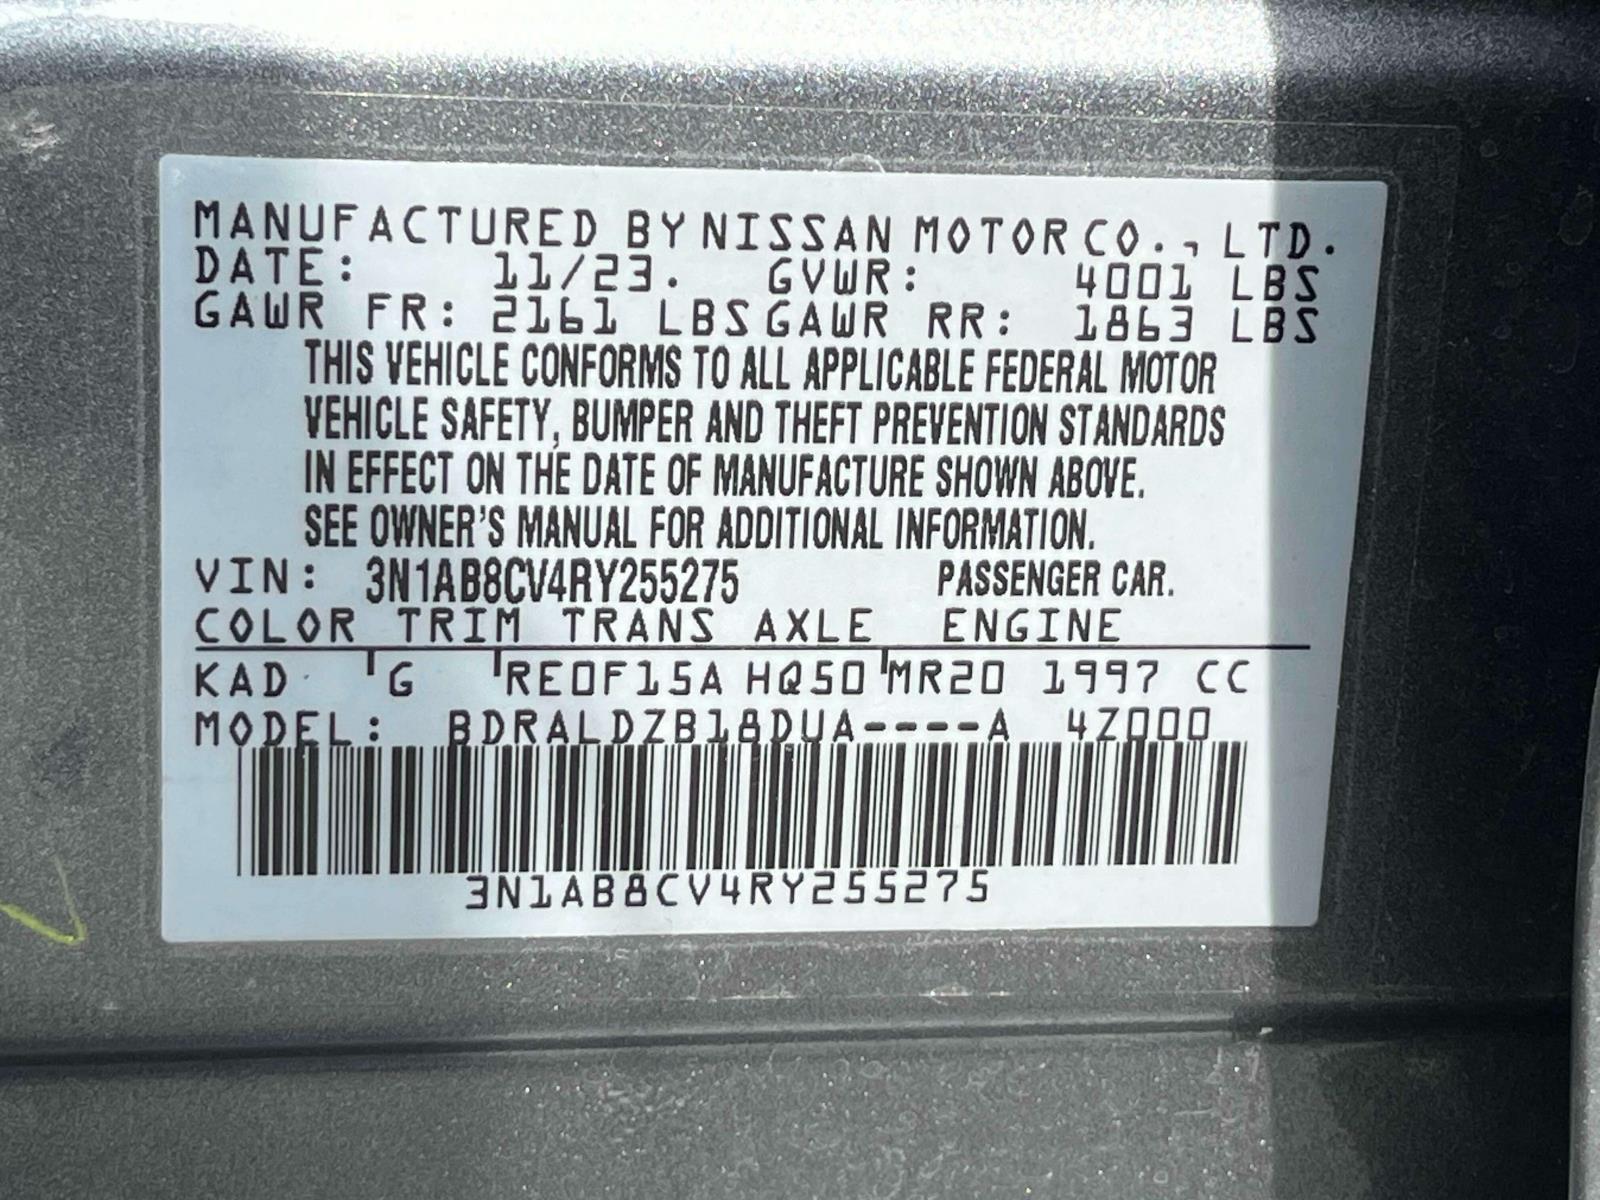 MANUFACTURED BY NISSAN MOTOR CO., LTD.
DATE: 11/23. GVWR: 4001 LBS
GAWR FR: 2161 LBS GAWR RR: 1863 LBS
THIS VEHICLE CONFORMS TO ALL APPLICABLE FEDERAL MOTOR
VEHICLE SAFETY, BUMPER AND THEFT PREVENTION STANDARDS
IN EFFECT ON THE DATE OF MANUFACTURE SHOWN ABOVE.
SEE OWNER'S MANUAL FOR ADDITIONAL INFORMATION.
VIN: 3N1AB8CV4RY255275 PASSENGER CAR.
COLOR TRIM TRANS AXLE ENGINE
KAD G RE0F15A HQ50 MR20 1997 CC
MODEL: BDRALDZB18DUA----A 4Z000
3N1AB8CV4RY255275